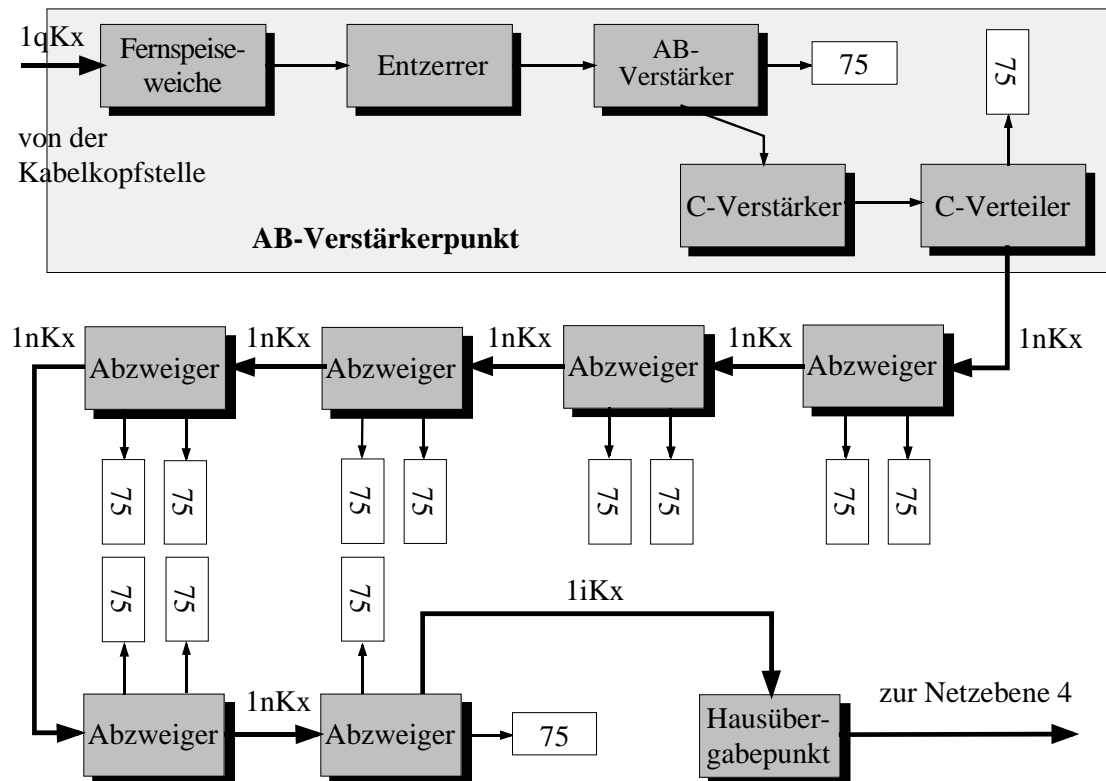 1qKx
Fernspeise-
weiche
Entzerrer
AB-
Verstärker
75
75
von der
Kabelkopfstelle
C-Verstärker
C-Verteiler
AB-Verstärkerpunkt
1nKx
1nKx
1nKx
1nKx
1nKx
Abzweiger
Abzweiger
Abzweiger
Abzweiger
75
75
75
75
75
75
75
75
75
75
75
1iKx
1nKx
zur Netzebene 4
Abzweiger
Abzweiger
75
Hausüber-
gabepunkt